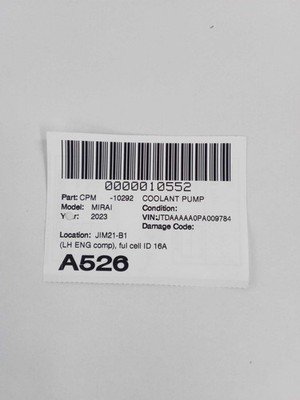 0000010552
Part: CPM -10292 COOLANT PUMP
Model: MIRAI Condition:
2023 VIN:JTDAAAAA0PA009784
Damage Code:
Location: JIM21-B1
(LH ENG comp), ful cell ID 16A
A526